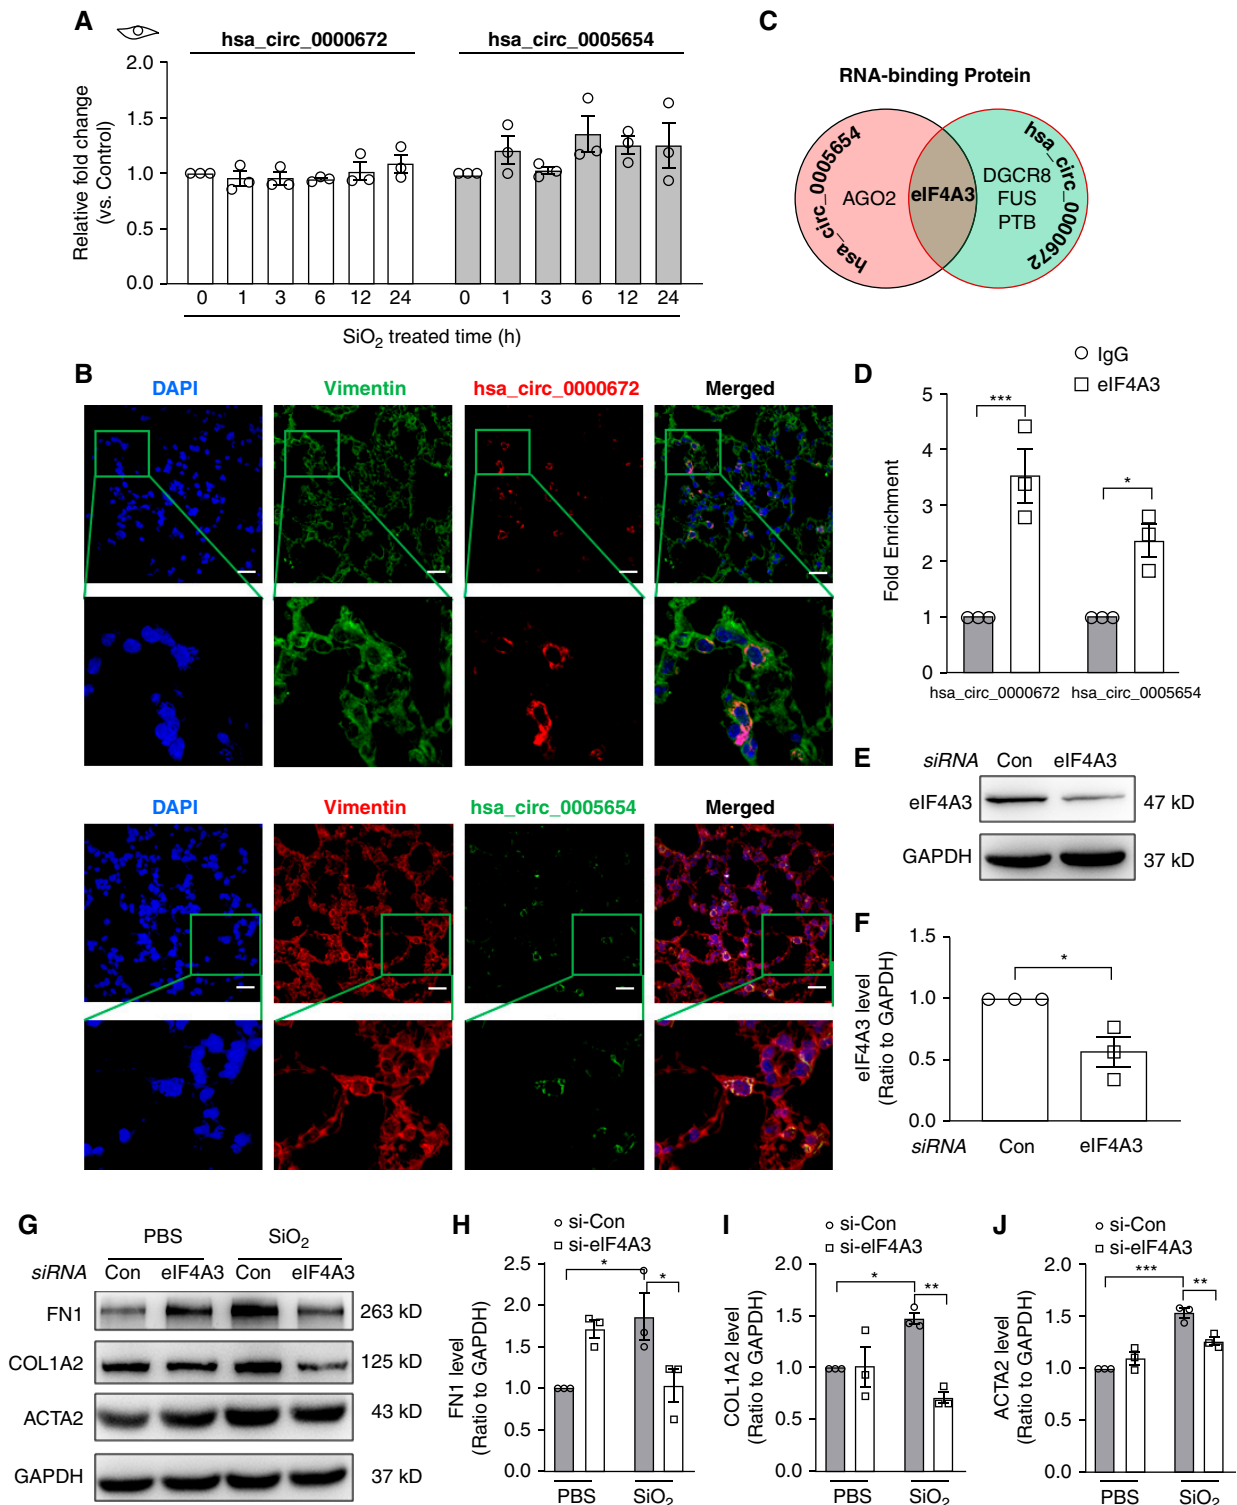 A
hsa_circ_0000672
hsa_circ_0005654
Relative fold change
(vs. Control)
2.0
1.5
1.0
0.5
0.0
0 1 3 6 12 24 0 1 3 6 12 24
SiO2 treated time (h)
C
RNA-binding Protein
hsa_circ_0005654
AGO2
eIF4A3
DGCR8
FUS
PTB
hsa_circ_0000672
B
DAPI Vimentin hsa_circ_0000672 Merged
DAPI Vimentin hsa_circ_0005654 Merged
D
IgG
eIF4A3
Fold Enrichment
5
4
3
2
1
0
***
*
hsa_circ_0000672 hsa_circ_0005654
E
siRNA Con eIF4A3
eIF4A3 47 kD
GAPDH 37 kD
F
eIF4A3 level
(Ratio to GAPDH)
1.5
1.0
0.5
0.0
*
siRNA Con eIF4A3
G
PBS SiO2
siRNA Con eIF4A3 Con eIF4A3
FN1 263 kD
COL1A2 125 kD
ACTA2 43 kD
GAPDH 37 kD
H
si-Con
si-eIF4A3
FN1 level
(Ratio to GAPDH)
2.5
2.0
1.5
1.0
0.5
0.0
*
*
PBS SiO2
I
si-Con
si-eIF4A3
COL1A2 level
(Ratio to GAPDH)
2.0
1.5
1.0
0.5
0.0
*
**
PBS SiO2
J
si-Con
si-eIF4A3
ACTA2 level
(Ratio to GAPDH)
2.0
1.5
1.0
0.5
0.0
***
**
PBS SiO2